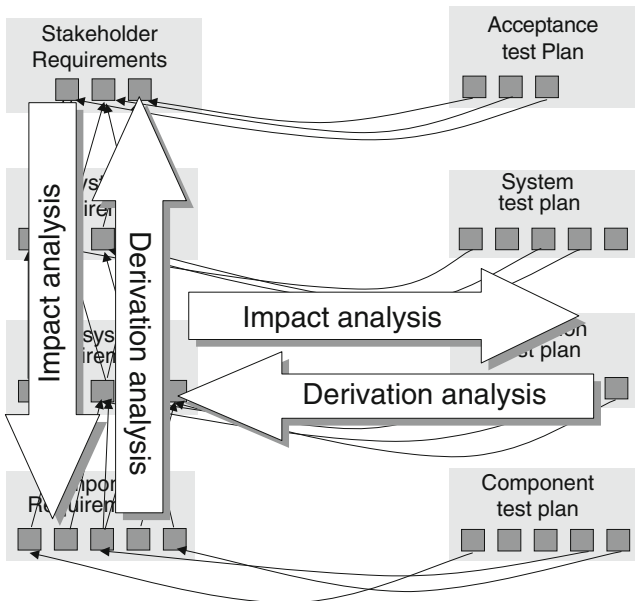 Stakeholder
Requirements
Acceptance
test Plan
System
test plan
Impact analysis
Derivation analysis
Impact analysis
Derivation analysis
Component
test plan